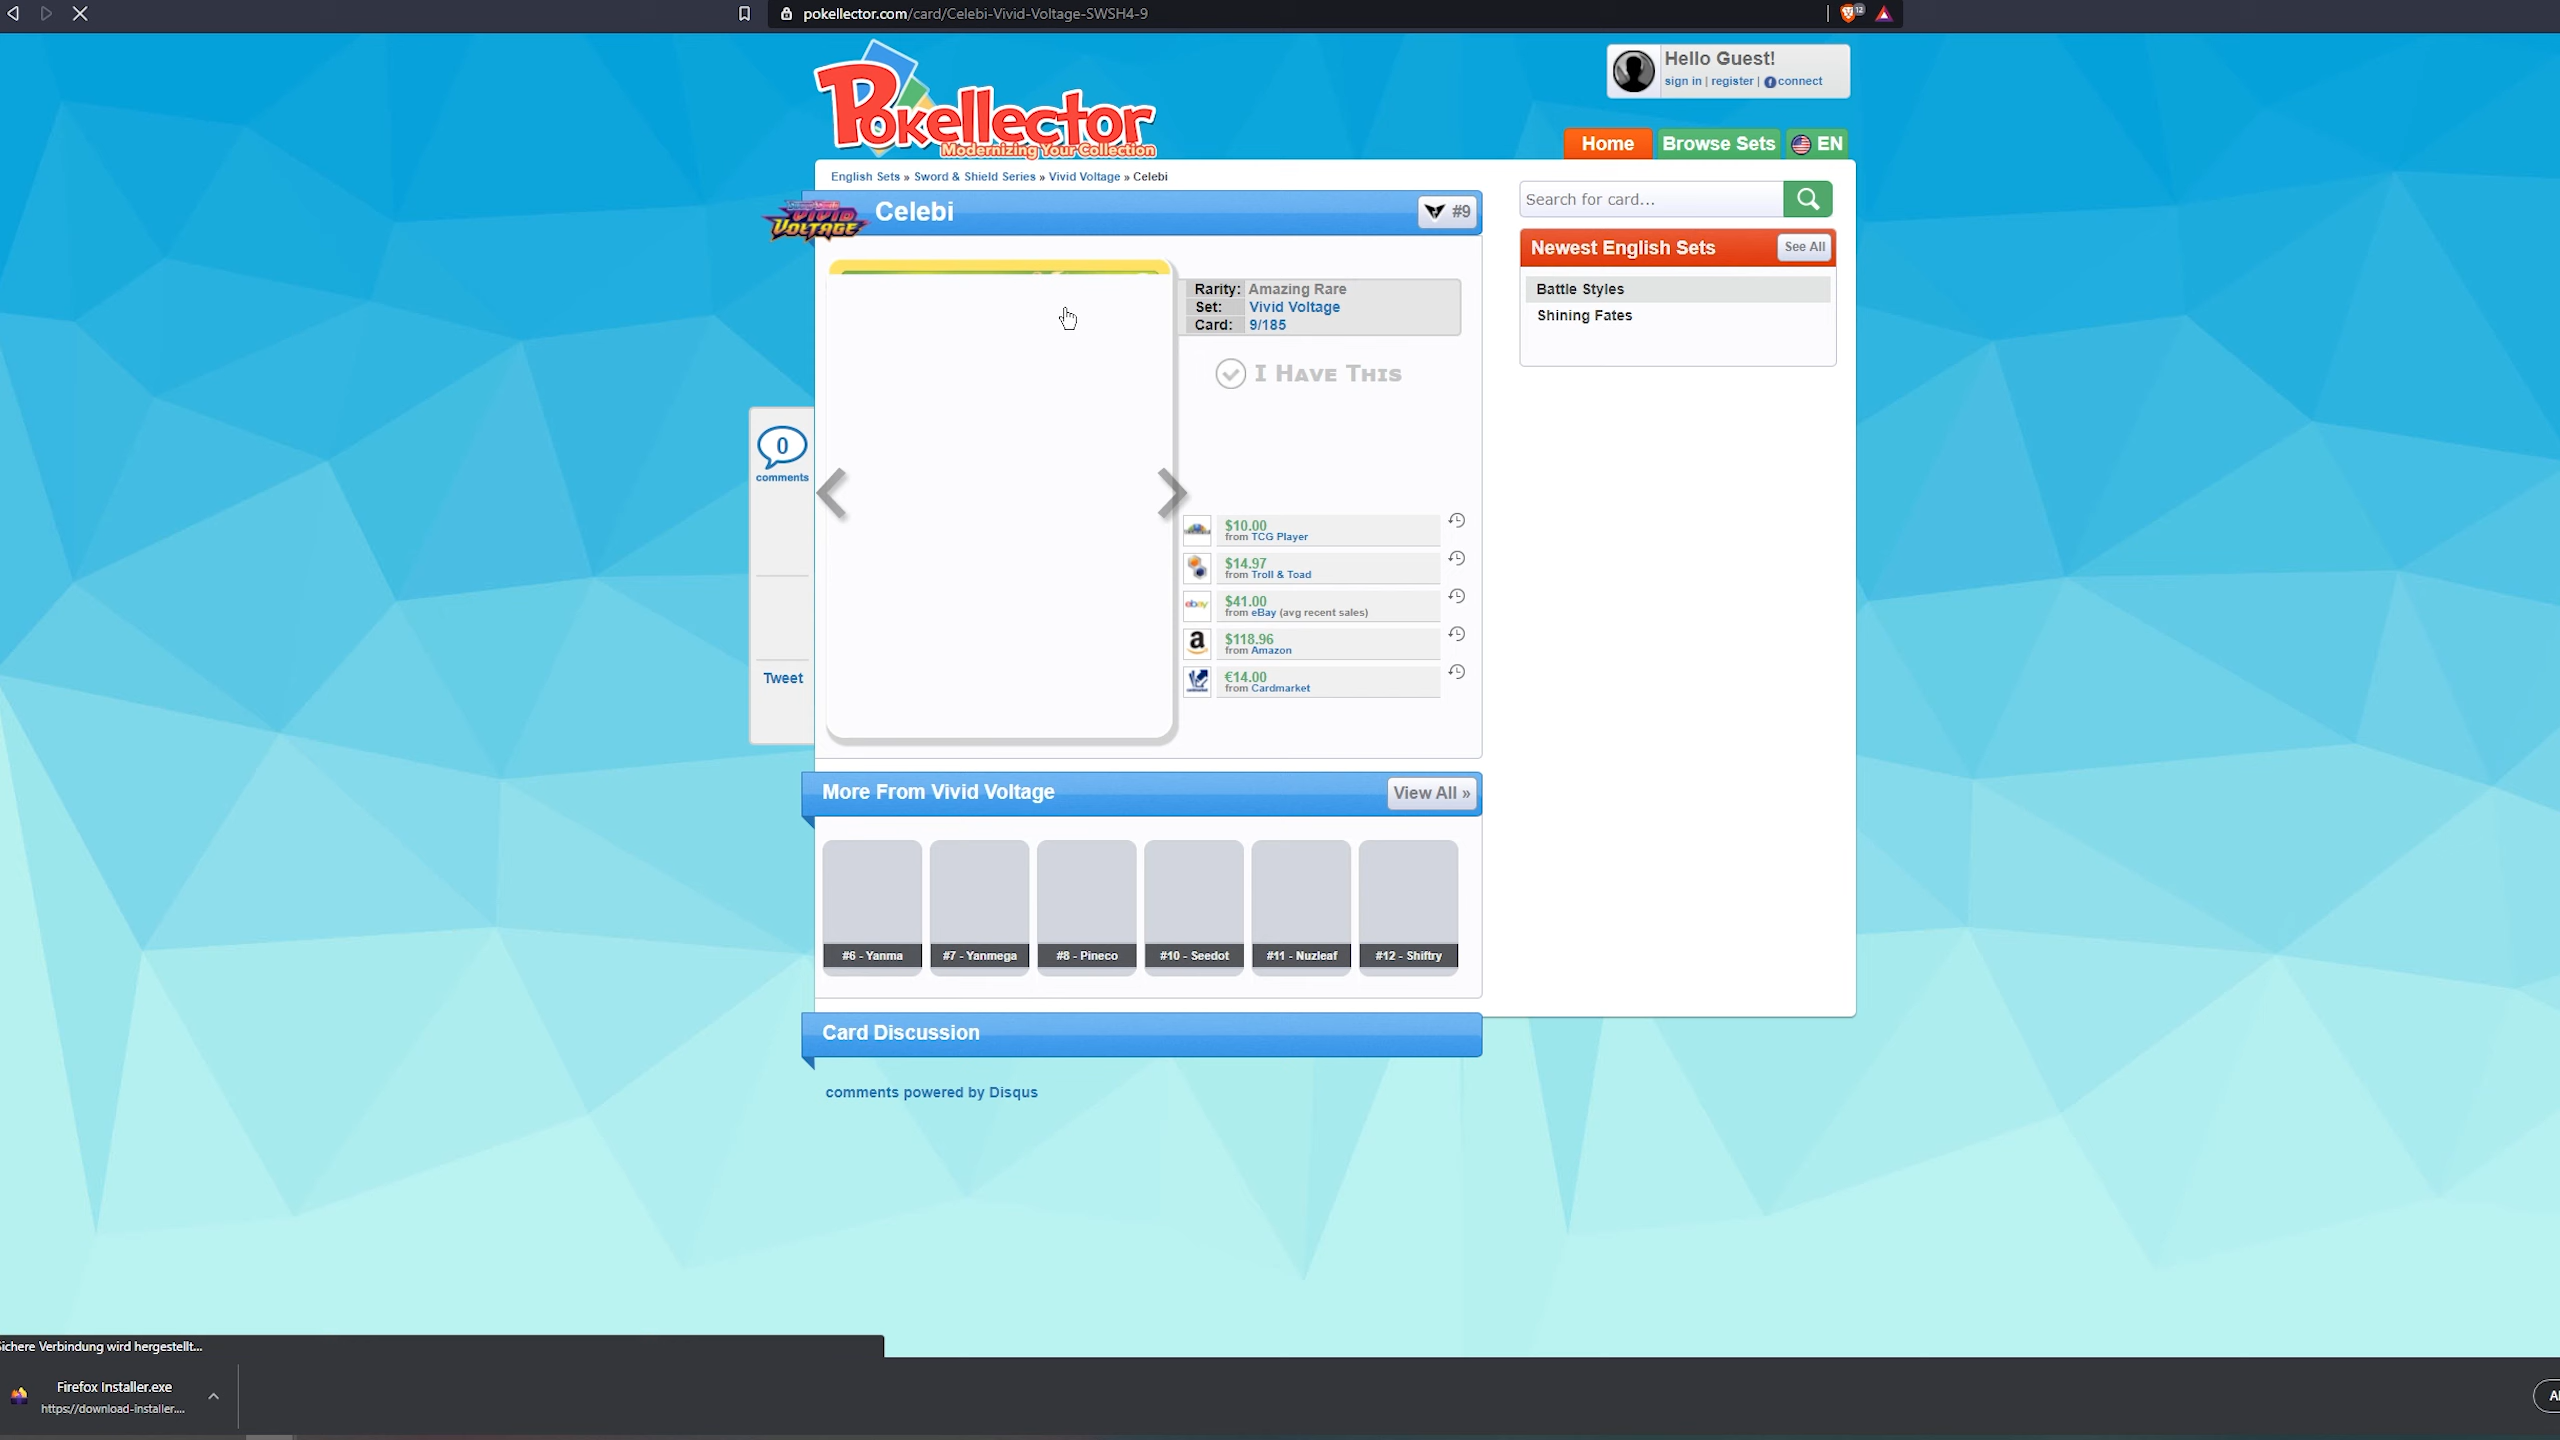 pokellector.com/card/Celebi-Vivid-Voltage-SWSH4-9
12
Pokellector
Modernizing Your Collection
Hello Guest!
sign in | register | connect
Home
Browse Sets
EN
English Sets » Sword & Shield Series » Vivid Voltage » Celebi
VIVID VOLTAGE
Celebi
#9
Search for card...
Newest English Sets
See All
Battle Styles
Shining Fates
Rarity: Amazing Rare
Set: Vivid Voltage
Card: 9/185
I Have This
0
comments
Tweet
$10.00
from TCG Player
$14.97
from Troll & Toad
ebay
$41.00
from eBay (avg recent sales)
a
$118.96
from Amazon
€14.00
from Cardmarket
More From Vivid Voltage
View All »
#6 - Yanma
#7 - Yanmega
#8 - Pineco
#10 - Seedot
#11 - Nuzleaf
#12 - Shiftry
Card Discussion
comments powered by Disqus
ichere Verbindung wird hergestellt...
Firefox Installer.exe
https://download-installer....